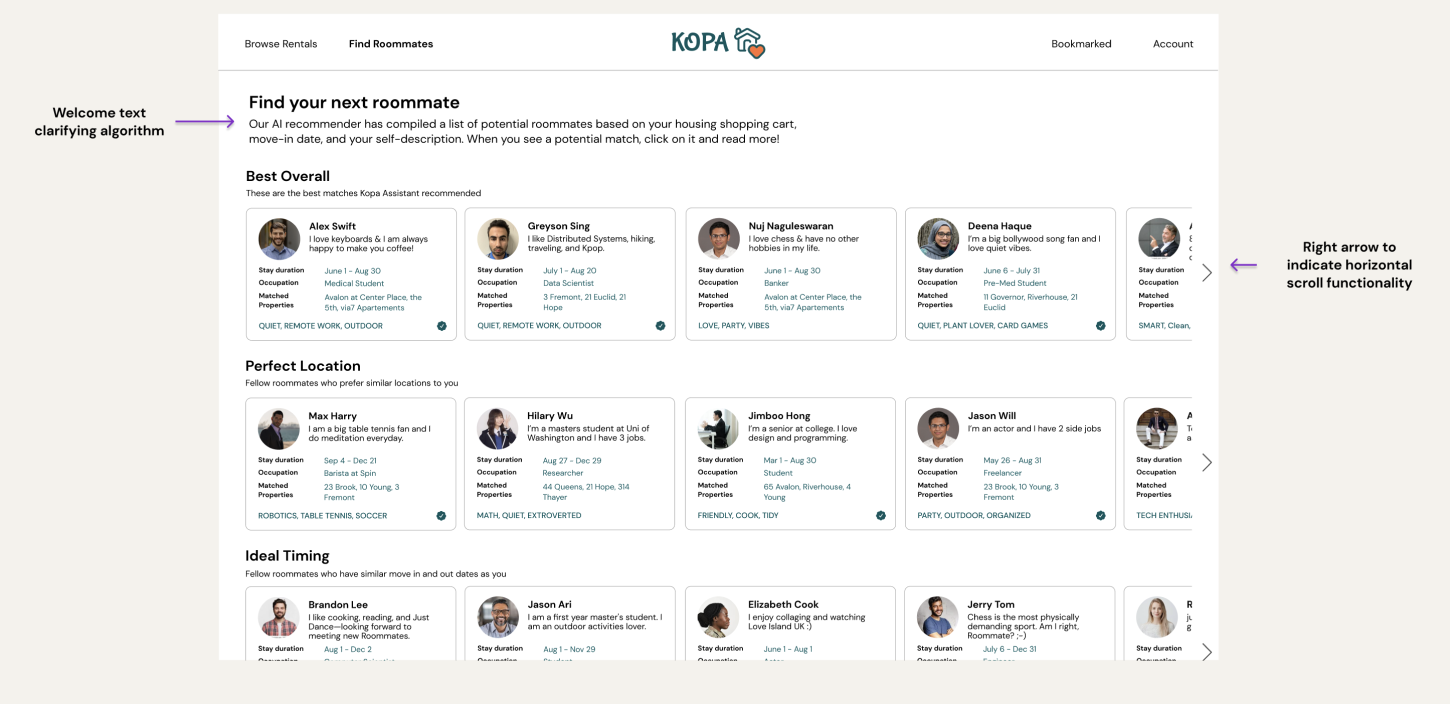 Browse Rentals
Find Roommates
KOPA
Bookmarked
Account
Welcome text
clarifying algorithm
Find your next roommate
Our AI recommender has compiled a list of potential roommates based on your housing shopping cart,
move-in date, and your self-description. When you see a potential match, click on it and read more!
Best Overall
These are the best matches Kopa Assistant recommended
Alex Swift
I love keyboards & I am always
happy to make you coffee!
Stay duration June 1 - Aug 30
Occupation Medical Student
Matched Avalon at Center Place, the
Properties 5th, via7 Apartements
QUIET, REMOTE WORK, OUTDOOR
Greyson Sing
I like Distributed Systems, hiking,
traveling, and Kpop.
Stay duration July 1 - Aug 20
Occupation Data Scientist
Matched 3 Fremont, 21 Euclid, 21
Properties Hope
QUIET, REMOTE WORK, OUTDOOR
Nuj Naguleswaran
I love chess & have no other
hobbies in my life.
Stay duration June 1 - Aug 30
Occupation Banker
Matched Avalon at Center Place, the
Properties 5th, via7 Apartements
LOVE, PARTY, VIBES
Deena Haque
I'm a big bollywood song fan and I
love quiet vibes.
Stay duration June 6 - July 31
Occupation Pre-Med Student
Matched 11 Governor, Riverhouse, 21
Properties Euclid
QUIET, PLANT LOVER, CARD GAMES
Stay duration
Occupation
Matched
Properties
SMART, Clean,
Right arrow to
indicate horizontal
scroll functionality
Perfect Location
Fellow roommates who prefer similar locations to you
Max Harry
I am a big table tennis fan and I
do meditation everyday.
Stay duration Sep 4 - Dec 21
Occupation Barista at Spin
Matched 23 Brook, 10 Young, 3
Properties Fremont
ROBOTICS, TABLE TENNIS, SOCCER
Hilary Wu
I'm a masters student at Uni of
Washington and I have 3 jobs.
Stay duration Aug 27 - Dec 29
Occupation Researcher
Matched 44 Queens, 21 Hope, 314
Properties Thayer
MATH, QUIET, EXTROVERTED
Jimboo Hong
I'm a senior at college. I love
design and programming.
Stay duration Mar 1 - Aug 30
Occupation Student
Matched 65 Avalon, Riverhouse, 4
Properties Young
FRIENDLY, COOK, TIDY
Jason Will
I'm an actor and I have 2 side jobs
Stay duration May 26 - Aug 31
Occupation Freelancer
Matched 23 Brook, 10 Young, 3
Properties Fremont
PARTY, OUTDOOR, ORGANIZED
Stay duration
Occupation
Matched
Properties
TECH
Ideal Timing
Fellow roommates who have similar move in and out dates as you
Brandon Lee
I like cooking, reading, and Just
Dance—looking forward to
meeting new Roommates.
Stay duration Aug 1 - Dec 2
Jason Ari
I am a first year master's student. I
am an outdoor activities lover.
Stay duration Aug 1 - Nov 29
Elizabeth Cook
I enjoy collaging and watching
Love Island UK :)
Stay duration June 1 - Aug 1
Jerry Tom
Chess is the most physically
demanding sport. Am I right,
Roommate? ;-)
Stay duration July 6 - Dec 31
Stay duration